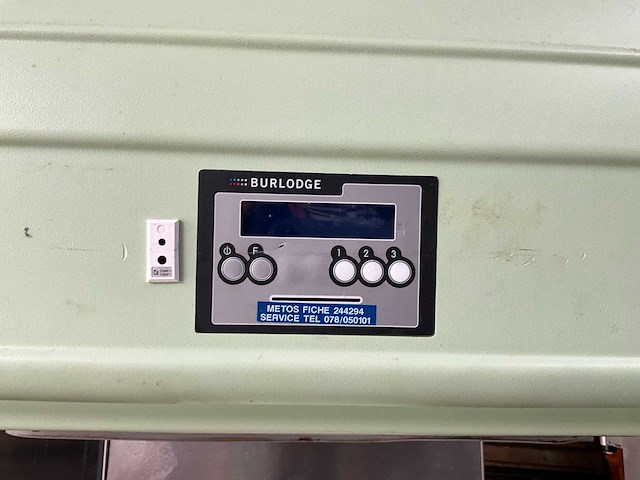 BURLODGE
F 1 2 3
METOS FICHE 244294
SERVICE TEL 078/050101